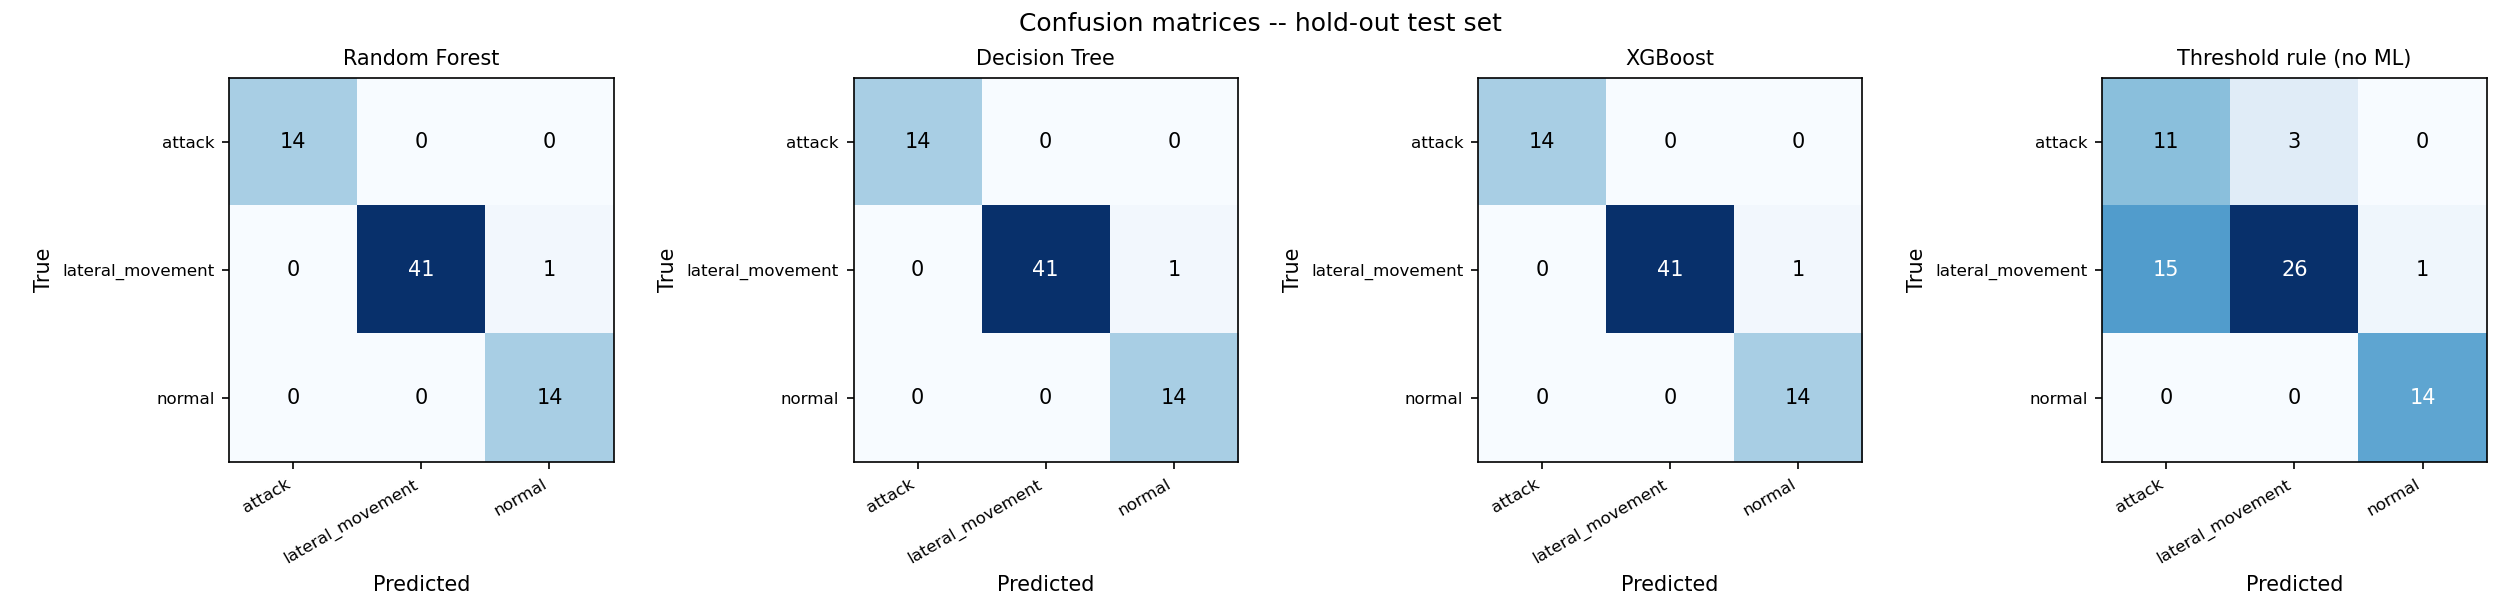 Confusion matrices -- hold-out test set
Random Forest
True
attack
14 0 0
lateral_movement
0 41 1
normal
0 0 14
attack
lateral_movement
normal
Predicted
Decision Tree
True
attack
14 0 0
lateral_movement
0 41 1
normal
0 0 14
attack
lateral_movement
normal
Predicted
XGBoost
True
attack
14 0 0
lateral_movement
0 41 1
normal
0 0 14
attack
lateral_movement
normal
Predicted
Threshold rule (no ML)
True
attack
11 3 0
lateral_movement
15 26 1
normal
0 0 14
attack
lateral_movement
normal
Predicted